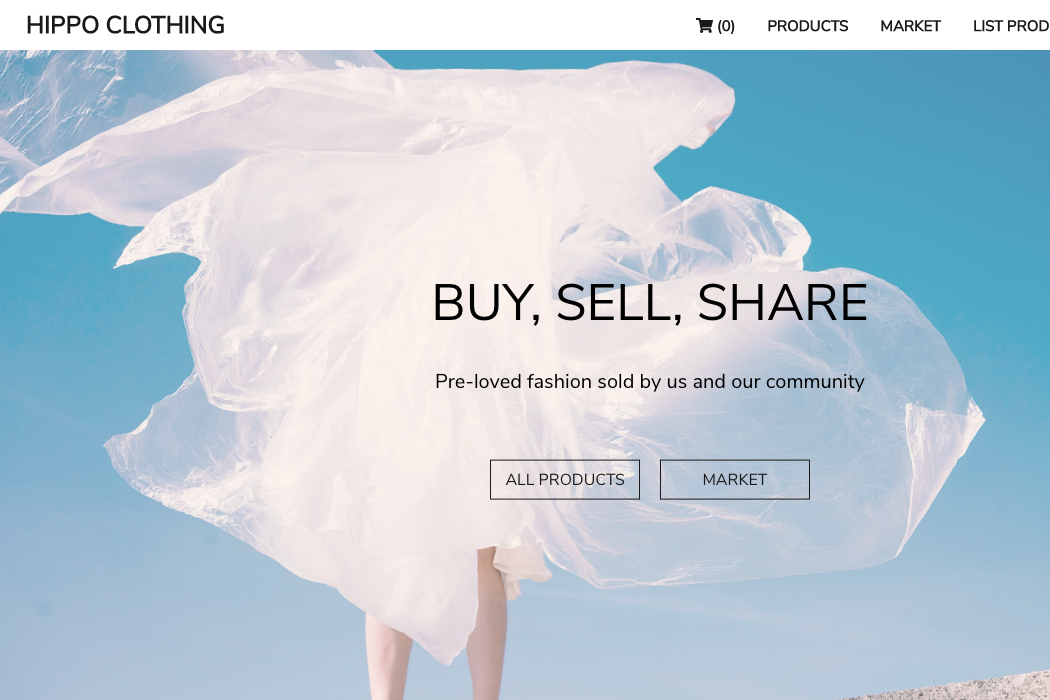 HIPPO CLOTHING
(0) PRODUCTS MARKET LIST PROD
BUY, SELL, SHARE
Pre-loved fashion sold by us and our community
ALL PRODUCTS MARKET